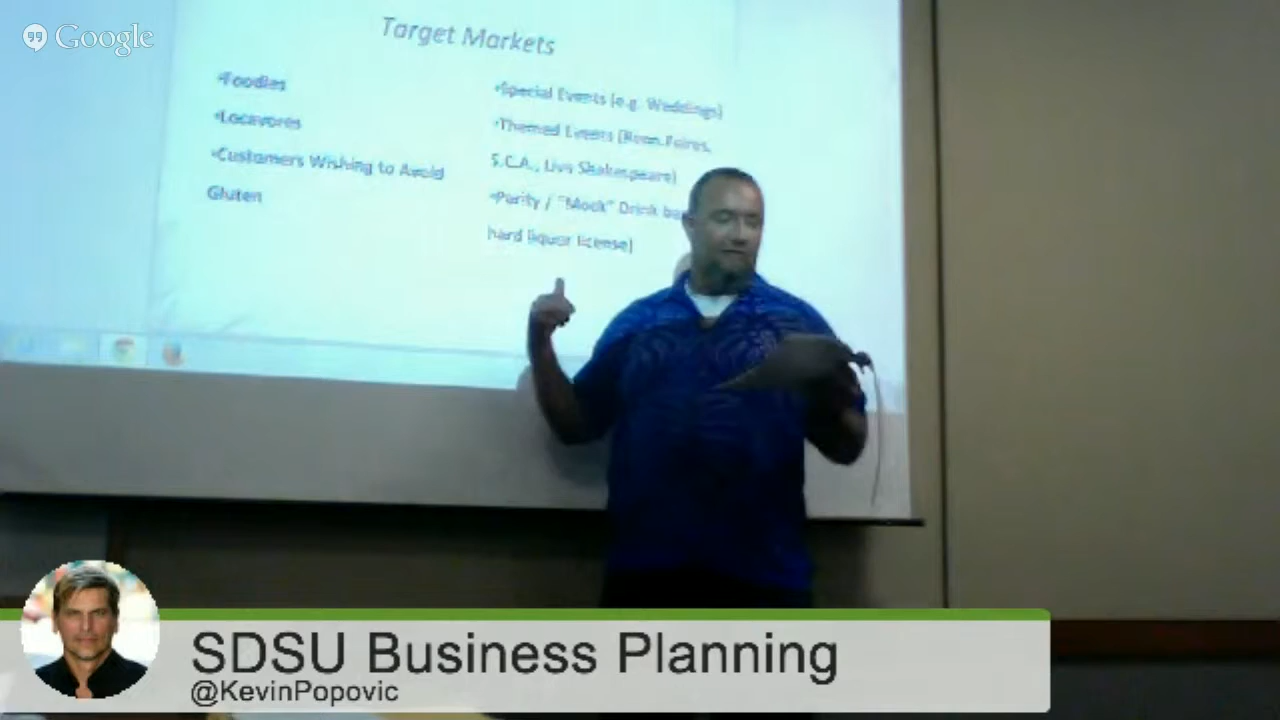 Google
Target Markets
•Foodies
•Locavores
•Customers Wishing to Avoid
Gluten
•Special Events (e.g. Weddings)
•Themed Events (Renn.Faires,
S.C.A., Live Shakespeare)
•Parity / "Mock" Drink
hard liquor license)
SDSU Business Planning
@KevinPopovic